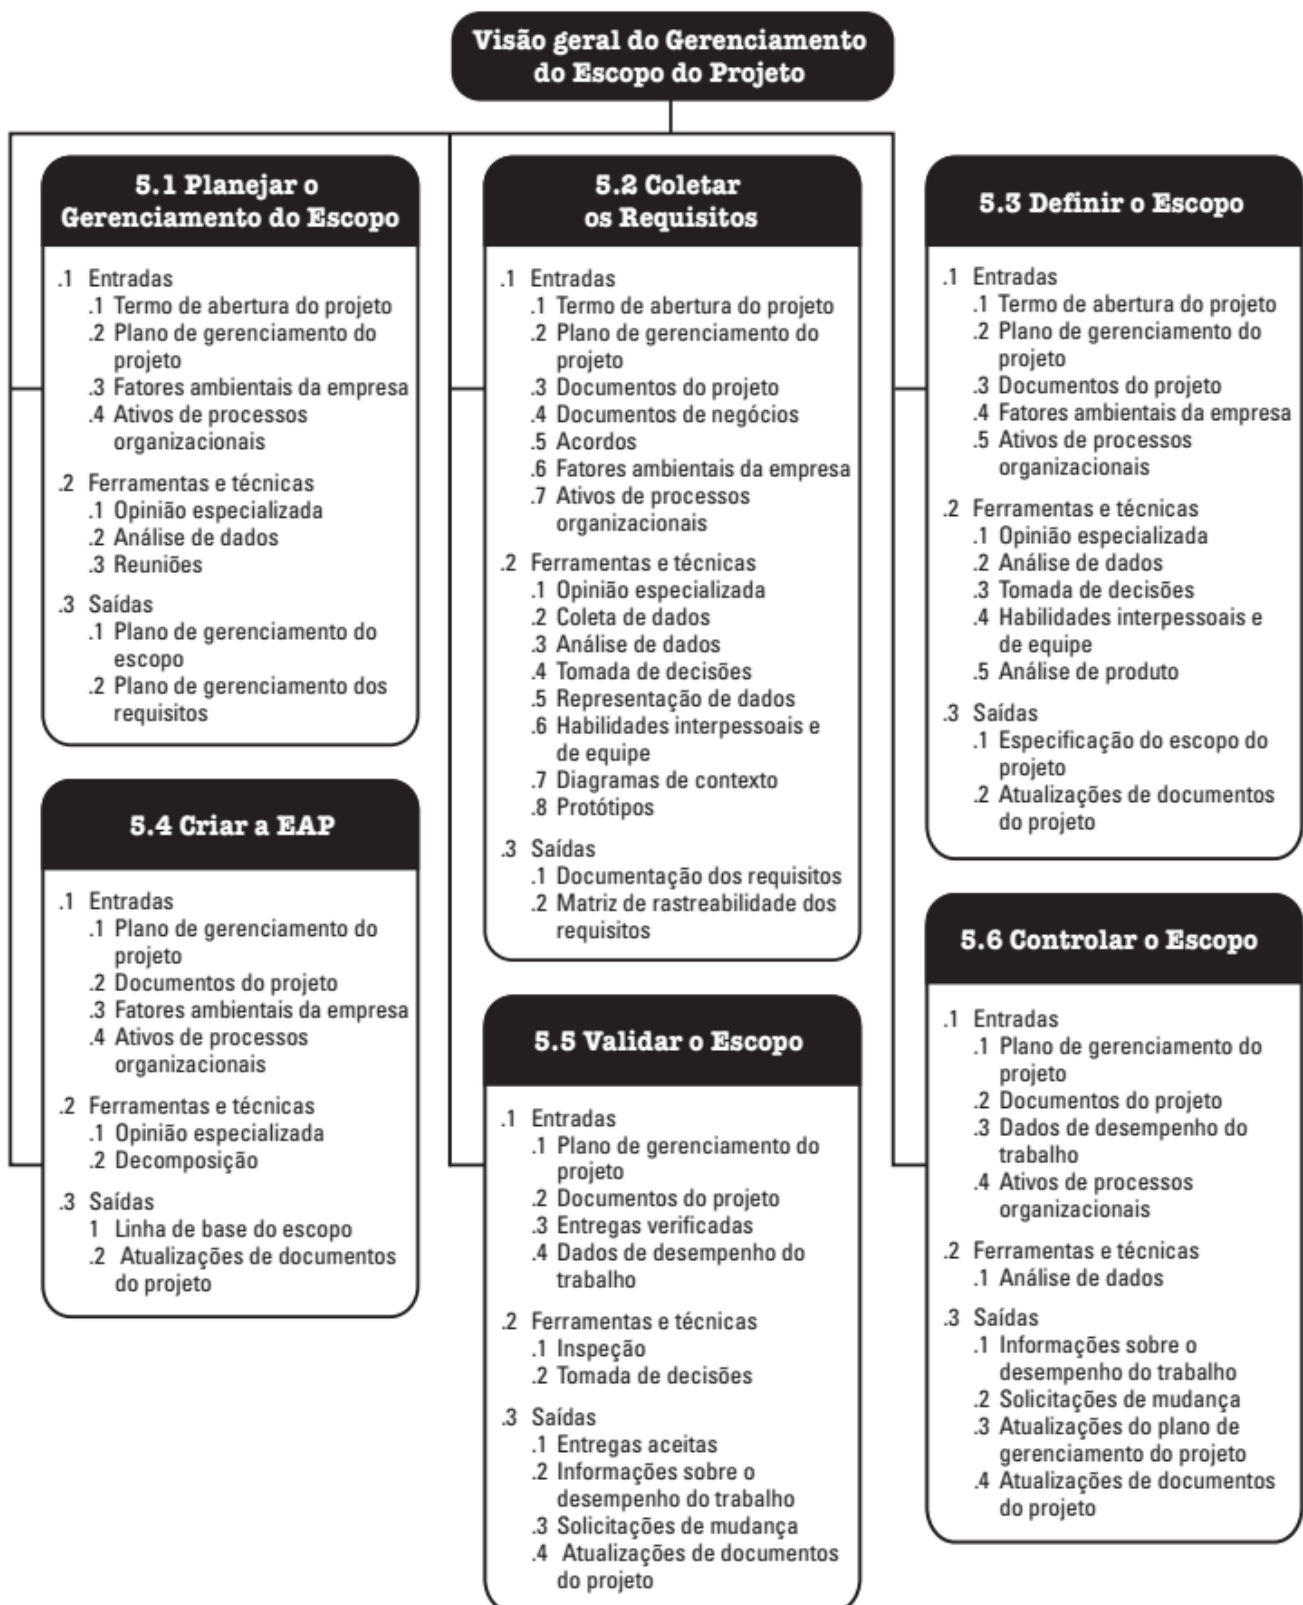 Visão geral do Gerenciamento
do Escopo do Projeto
5.1 Planejar o
Gerenciamento do Escopo
.1 Entradas
.1 Termo de abertura do projeto
.2 Plano de gerenciamento do
projeto
.3 Fatores ambientais da empresa
.4 Ativos de processos
organizacionais
.2 Ferramentas e técnicas
.1 Opinião especializada
.2 Análise de dados
.3 Reuniões
.3 Saídas
.1 Plano de gerenciamento do
escopo
.2 Plano de gerenciamento dos
requisitos
5.2 Coletar
os Requisitos
.1 Entradas
.1 Termo de abertura do projeto
.2 Plano de gerenciamento do
projeto
.3 Documentos do projeto
.4 Documentos de negócios
.5 Acordos
.6 Fatores ambientais da empresa
.7 Ativos de processos
organizacionais
.2 Ferramentas e técnicas
.1 Opinião especializada
.2 Coleta de dados
.3 Análise de dados
.4 Tomada de decisões
.5 Representação de dados
.6 Habilidades interpessoais e
de equipe
.7 Diagramas de contexto
.8 Protótipos
.3 Saídas
.1 Documentação dos requisitos
.2 Matriz de rastreabilidade dos
requisitos
5.3 Definir o Escopo
.1 Entradas
.1 Termo de abertura do projeto
.2 Plano de gerenciamento do
projeto
.3 Documentos do projeto
.4 Fatores ambientais da empresa
.5 Ativos de processos
organizacionais
.2 Ferramentas e técnicas
.1 Opinião especializada
.2 Análise de dados
.3 Tomada de decisões
.4 Habilidades interpessoais e
de equipe
.5 Análise de produto
.3 Saídas
.1 Especificação do escopo do
projeto
.2 Atualizações de documentos
do projeto
5.4 Criar a EAP
.1 Entradas
.1 Plano de gerenciamento do
projeto
.2 Documentos do projeto
.3 Fatores ambientais da empresa
.4 Ativos de processos
organizacionais
.2 Ferramentas e técnicas
.1 Opinião especializada
.2 Decomposição
.3 Saídas
1 Linha de base do escopo
.2 Atualizações de documentos
do projeto
5.5 Validar o Escopo
.1 Entradas
.1 Plano de gerenciamento do
projeto
.2 Documentos do projeto
.3 Entregas verificadas
.4 Dados de desempenho do
trabalho
.2 Ferramentas e técnicas
.1 Inspeção
.2 Tomada de decisões
.3 Saídas
.1 Entregas aceitas
.2 Informações sobre o
desempenho do trabalho
.3 Solicitações de mudança
.4 Atualizações de documentos
do projeto
5.6 Controlar o Escopo
.1 Entradas
.1 Plano de gerenciamento do
projeto
.2 Documentos do projeto
.3 Dados de desempenho do
trabalho
.4 Ativos de processos
organizacionais
.2 Ferramentas e técnicas
.1 Análise de dados
.3 Saídas
.1 Informações sobre o
desempenho do trabalho
.2 Solicitações de mudança
.3 Atualizações do plano de
gerenciamento do projeto
.4 Atualizações de documentos
do projeto